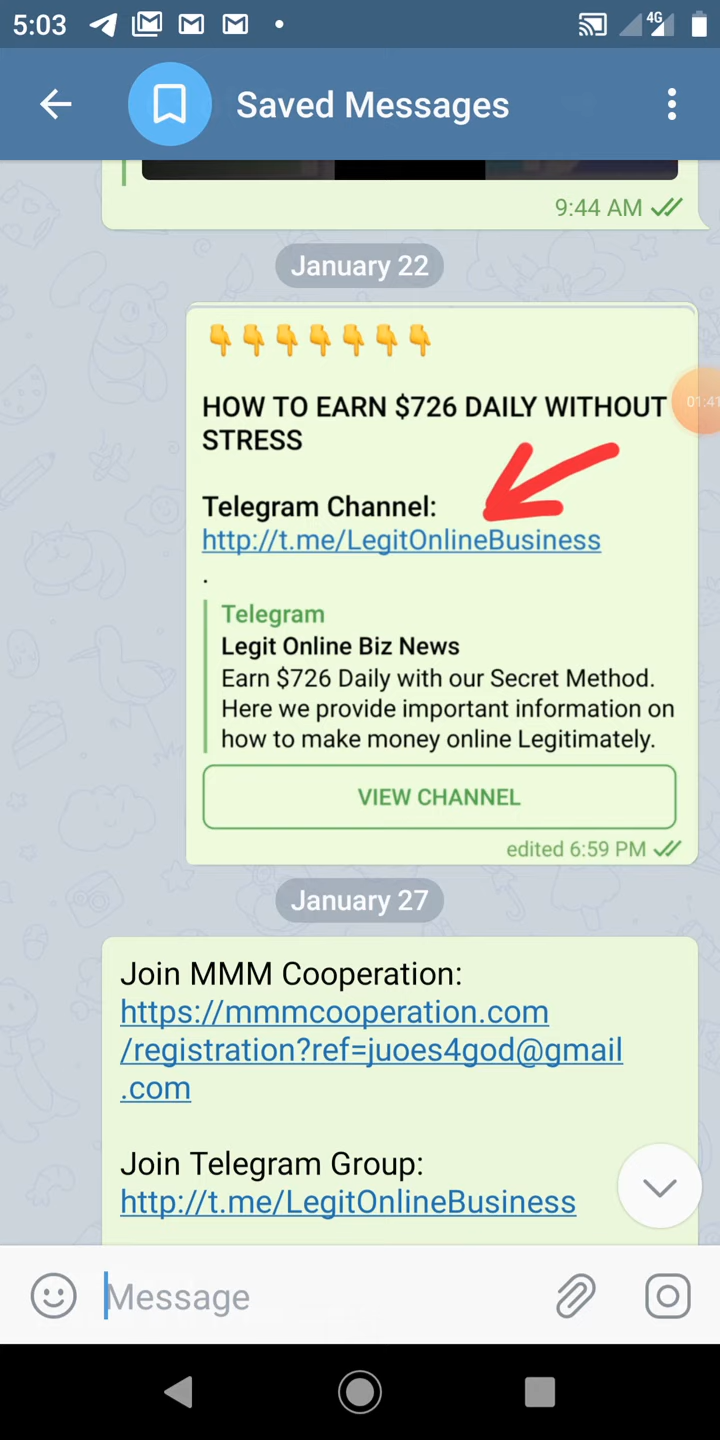 5:03
4G
Saved Messages
9:44 AM
January 22
HOW TO EARN $726 DAILY WITHOUT
STRESS
01:41
Telegram Channel:
http://t.me/LegitOnlineBusiness
.
Telegram
Legit Online Biz News
Earn $726 Daily with our Secret Method.
Here we provide important information on
how to make money online Legitimately.
VIEW CHANNEL
edited 6:59 PM
January 27
Join MMM Cooperation:
https://mmmcooperation.com
/registration?ref=juoes4god@gmail
.com
Join Telegram Group:
http://t.me/LegitOnlineBusiness
Message